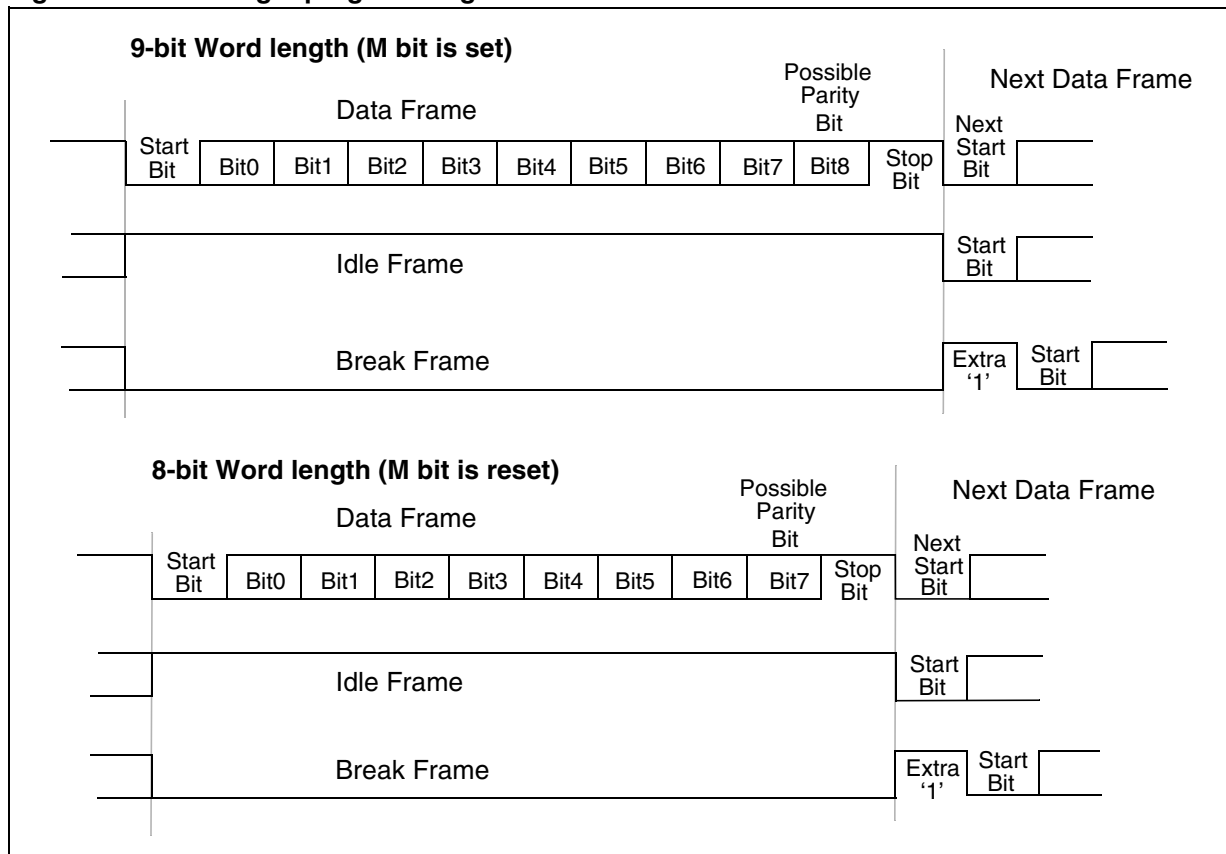 9-bit Word length (M bit is set)
Possible
Parity
Bit
Next Data Frame
Data Frame
Next
Start
Bit
Start
Bit
Bit0 Bit1 Bit2 Bit3 Bit4 Bit5 Bit6 Bit7 Bit8
Stop
Bit
Idle Frame
Start
Bit
Break Frame
Extra
‘1’
Start
Bit
8-bit Word length (M bit is reset)
Possible
Parity
Bit
Next Data Frame
Data Frame
Next
Start
Bit
Start
Bit
Bit0 Bit1 Bit2 Bit3 Bit4 Bit5 Bit6 Bit7
Stop
Bit
Idle Frame
Start
Bit
Break Frame
Extra
‘1’
Start
Bit